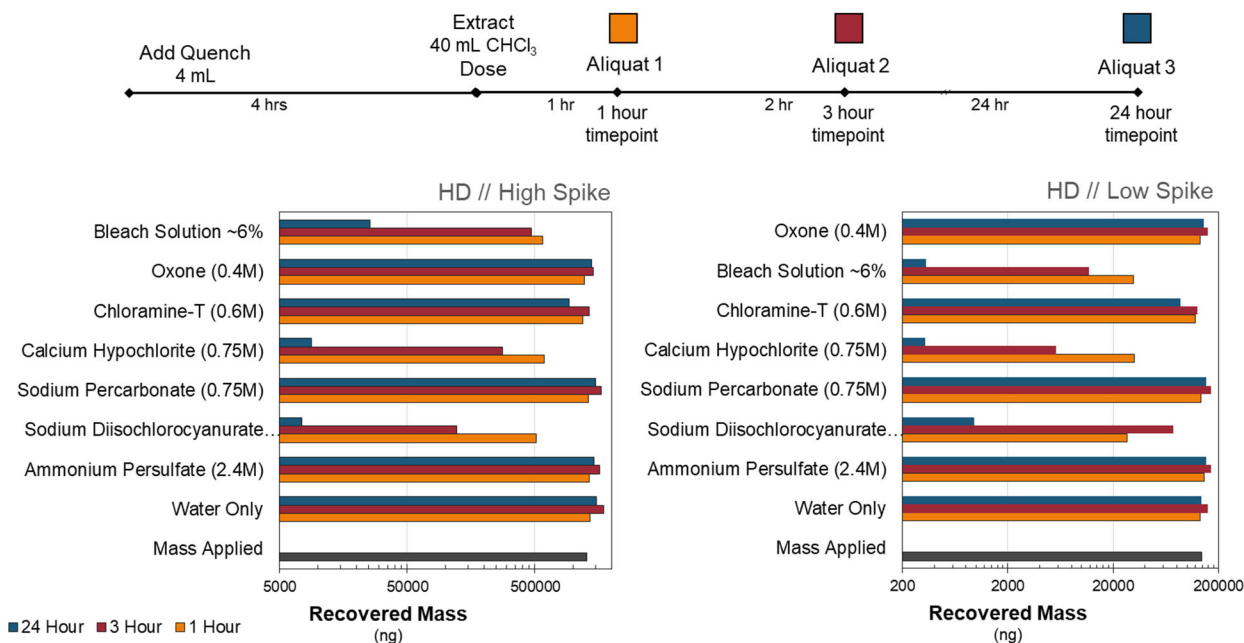 Add Quench
4 mL
4 hrs
Extract
40 mL CHCl₃
Dose
1 hr
Aliquat 1
1 hour
timepoint
2 hr
Aliquat 2
3 hour
timepoint
24 hr
Aliquat 3
24 hour
timepoint
HD // High Spike
Bleach Solution ~6%
Oxone (0.4M)
Chloramine-T (0.6M)
Calcium Hypochlorite (0.75M)
Sodium Percarbonate (0.75M)
Sodium Diisochlorocyanurate...
Ammonium Persulfate (2.4M)
Water Only
Mass Applied
5000 50000 500000
Recovered Mass
(ng)
24 Hour 3 Hour 1 Hour
HD // Low Spike
Oxone (0.4M)
Bleach Solution ~6%
Chloramine-T (0.6M)
Calcium Hypochlorite (0.75M)
Sodium Percarbonate (0.75M)
Sodium Diisochlorocyanurate...
Ammonium Persulfate (2.4M)
Water Only
Mass Applied
200 2000 20000 200000
Recovered Mass
(ng)